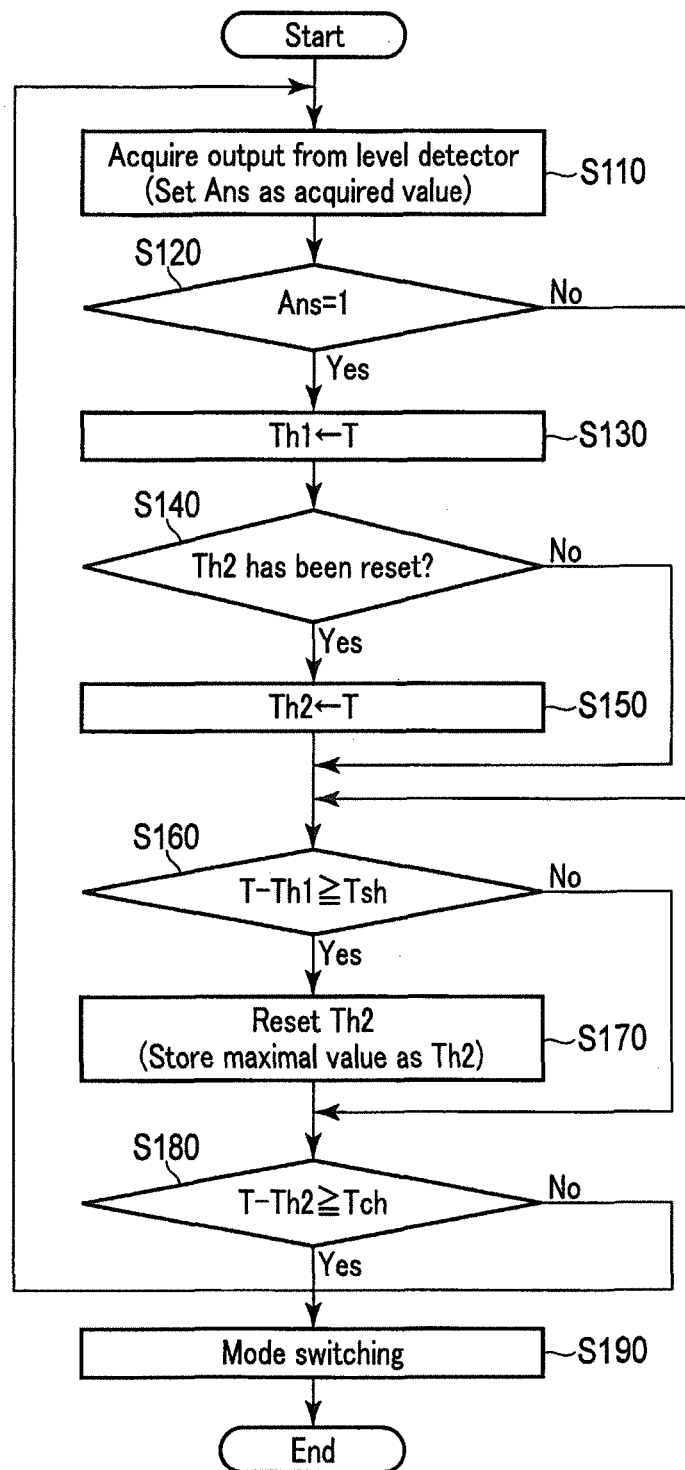 Start
Acquire output from level detector
(Set Ans as acquired value)
S110
S120
Ans=1
No
Yes
Th1←T
S130
S140
Th2 has been reset?
No
Yes
Th2←T
S150
S160
T-Th1≧Tsh
No
Yes
Reset Th2
(Store maximal value as Th2)
S170
S180
T-Th2≧Tch
No
Yes
Mode switching
S190
End